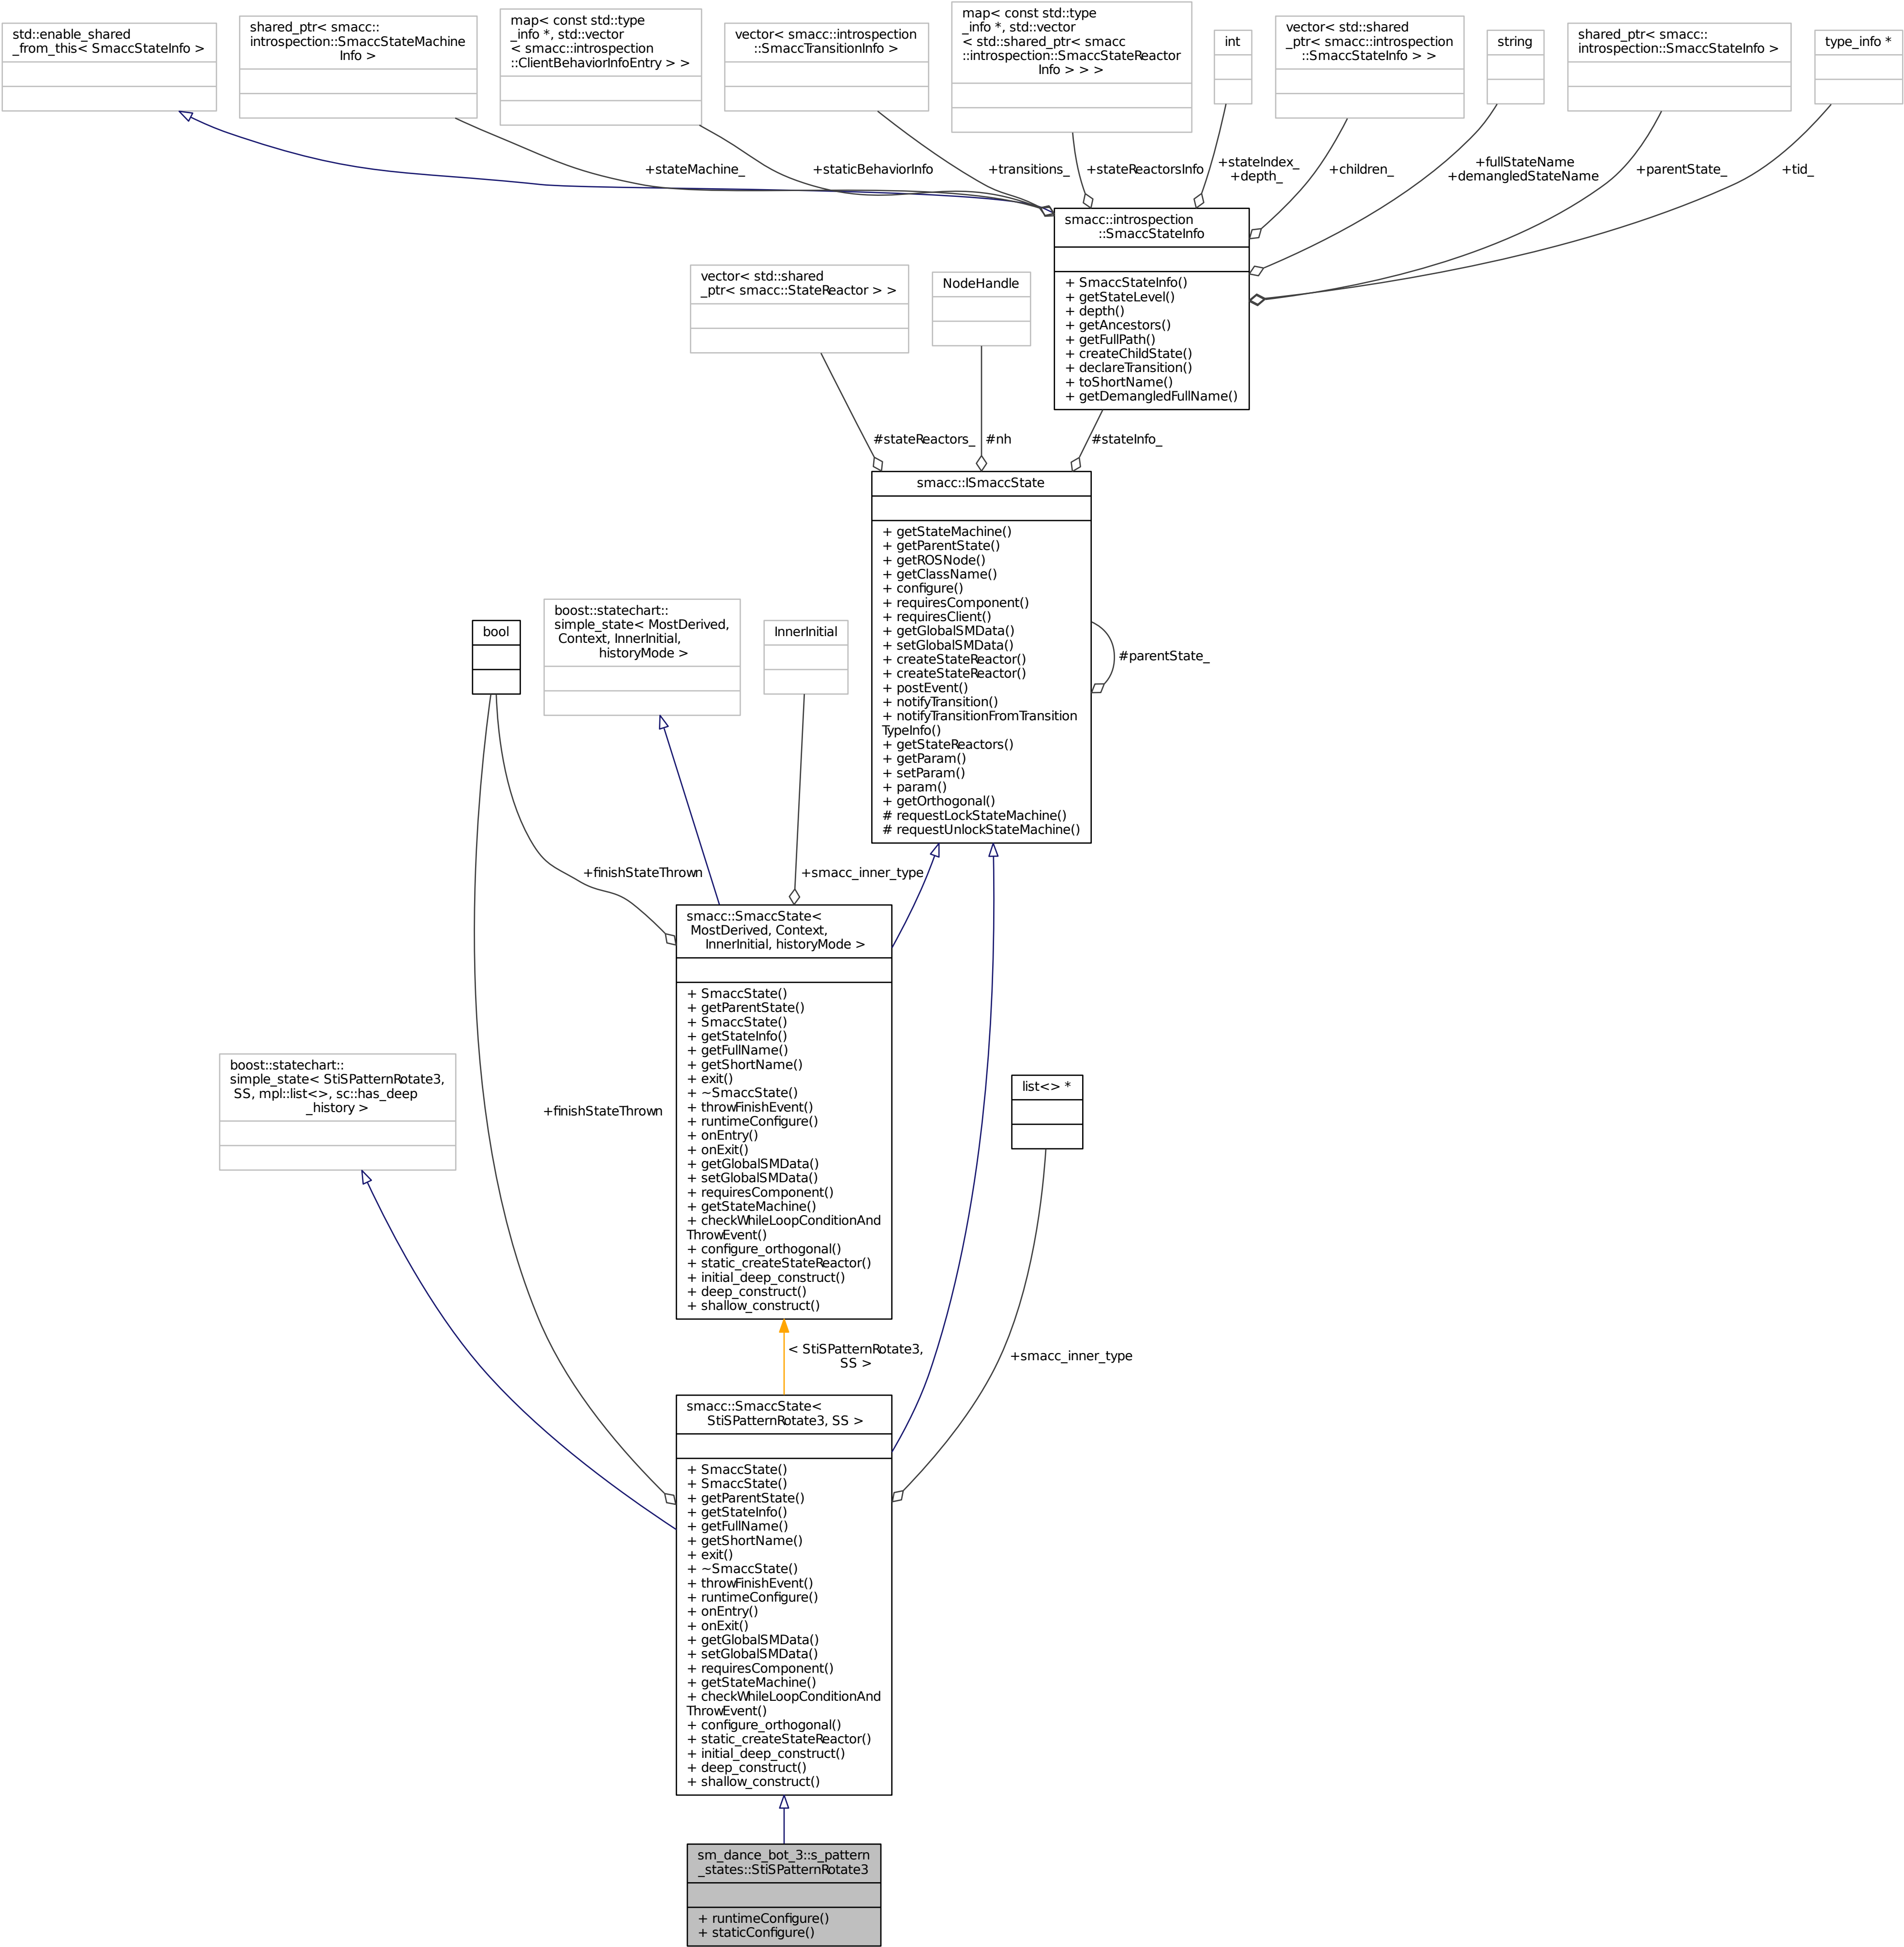 std::enable_shared
_from_this< SmaccStateInfo >
shared_ptr< smacc::
introspection::SmaccStateMachine
Info >
map< const std::type
_info *, std::vector
< smacc::introspection
::ClientBehaviorInfoEntry > >
vector< smacc::introspection
::SmaccTransitionInfo >
map< const std::type
_info *, std::vector
< std::shared_ptr< smacc
::introspection::SmaccStateReactor
Info > > >
int
vector< std::shared
_ptr< smacc::introspection
::SmaccStateInfo > >
string
shared_ptr< smacc::
introspection::SmaccStateInfo >
type_info *
+stateMachine_
+staticBehaviorInfo
+transitions_
+stateReactorsInfo
+stateIndex_
+depth_
+children_
+fullStateName
+demangledStateName
+parentState_
+tid_
smacc::introspection
::SmaccStateInfo
+ SmaccStateInfo()
+ getStateLevel()
+ depth()
+ getAncestors()
+ getFullPath()
+ createChildState()
+ declareTransition()
+ toShortName()
+ getDemangledFullName()
vector< std::shared
_ptr< smacc::StateReactor > >
NodeHandle
#stateReactors_
#nh
#stateInfo_
smacc::ISmaccState
+ getStateMachine()
+ getParentState()
+ getROSNode()
+ getClassName()
+ configure()
+ requiresComponent()
+ requiresClient()
+ getGlobalSMData()
+ setGlobalSMData()
+ createStateReactor()
+ createStateReactor()
+ postEvent()
+ notifyTransition()
+ notifyTransitionFromTransition
TypeInfo()
+ getStateReactors()
+ getParam()
+ setParam()
+ param()
+ getOrthogonal()
# requestLockStateMachine()
# requestUnlockStateMachine()
#parentState_
bool
boost::statechart::
simple_state< MostDerived,
Context, InnerInitial,
historyMode >
InnerInitial
+finishStateThrown
+smacc_inner_type
smacc::SmaccState<
MostDerived, Context,
InnerInitial, historyMode >
+ SmaccState()
+ getParentState()
+ SmaccState()
+ getStateInfo()
+ getFullName()
+ getShortName()
+ exit()
+ ~SmaccState()
+ throwFinishEvent()
+ runtimeConfigure()
+ onEntry()
+ onExit()
+ getGlobalSMData()
+ setGlobalSMData()
+ requiresComponent()
+ getStateMachine()
+ checkWhileLoopConditionAnd
ThrowEvent()
+ configure_orthogonal()
+ static_createStateReactor()
+ initial_deep_construct()
+ deep_construct()
+ shallow_construct()
boost::statechart::
simple_state< StiSPatternRotate3,
SS, mpl::list<>, sc::has_deep
_history >
+finishStateThrown
list<> *
< StiSPatternRotate3,
SS >
+smacc_inner_type
smacc::SmaccState<
StiSPatternRotate3, SS >
+ SmaccState()
+ SmaccState()
+ getParentState()
+ getStateInfo()
+ getFullName()
+ getShortName()
+ exit()
+ ~SmaccState()
+ throwFinishEvent()
+ runtimeConfigure()
+ onEntry()
+ onExit()
+ getGlobalSMData()
+ setGlobalSMData()
+ requiresComponent()
+ getStateMachine()
+ checkWhileLoopConditionAnd
ThrowEvent()
+ configure_orthogonal()
+ static_createStateReactor()
+ initial_deep_construct()
+ deep_construct()
+ shallow_construct()
sm_dance_bot_3::s_pattern
_states::StiSPatternRotate3
+ runtimeConfigure()
+ staticConfigure()